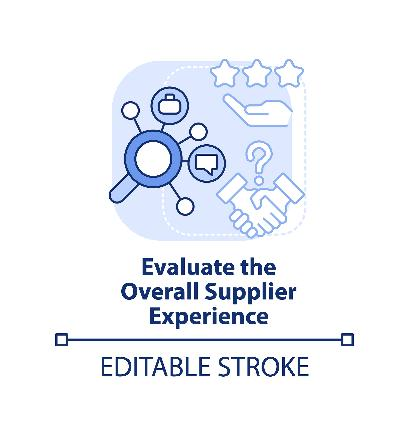 ?
Evaluate the
Overall Supplier
Experience
EDITABLE STROKE